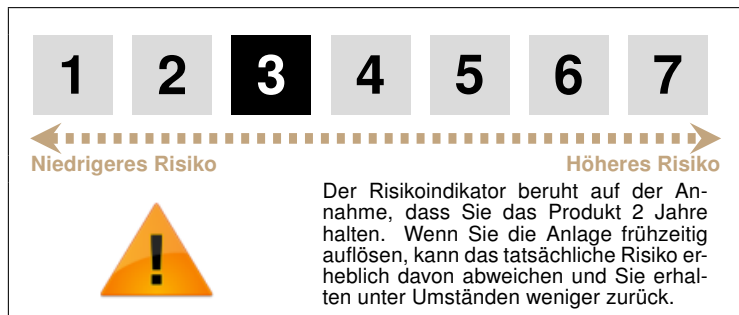 1 2 3 4 5 6 7
Niedrigeres Risiko Höheres Risiko
Der Risikoindikator beruht auf der An-
nahme, dass Sie das Produkt 2 Jahre
halten. Wenn Sie die Anlage frühzeitig
auflösen, kann das tatsächliche Risiko er-
heblich davon abweichen und Sie erhal-
ten unter Umständen weniger zurück.